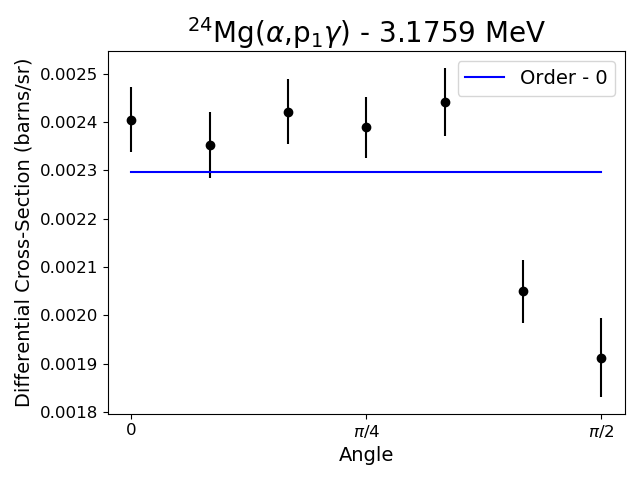 ²⁴Mg(α,p₁γ) - 3.1759 MeV
Order - 0
Differential Cross-Section (barns/sr)
0.0025
0.0024
0.0023
0.0022
0.0021
0.0020
0.0019
0.0018
0
π/4
π/2
Angle